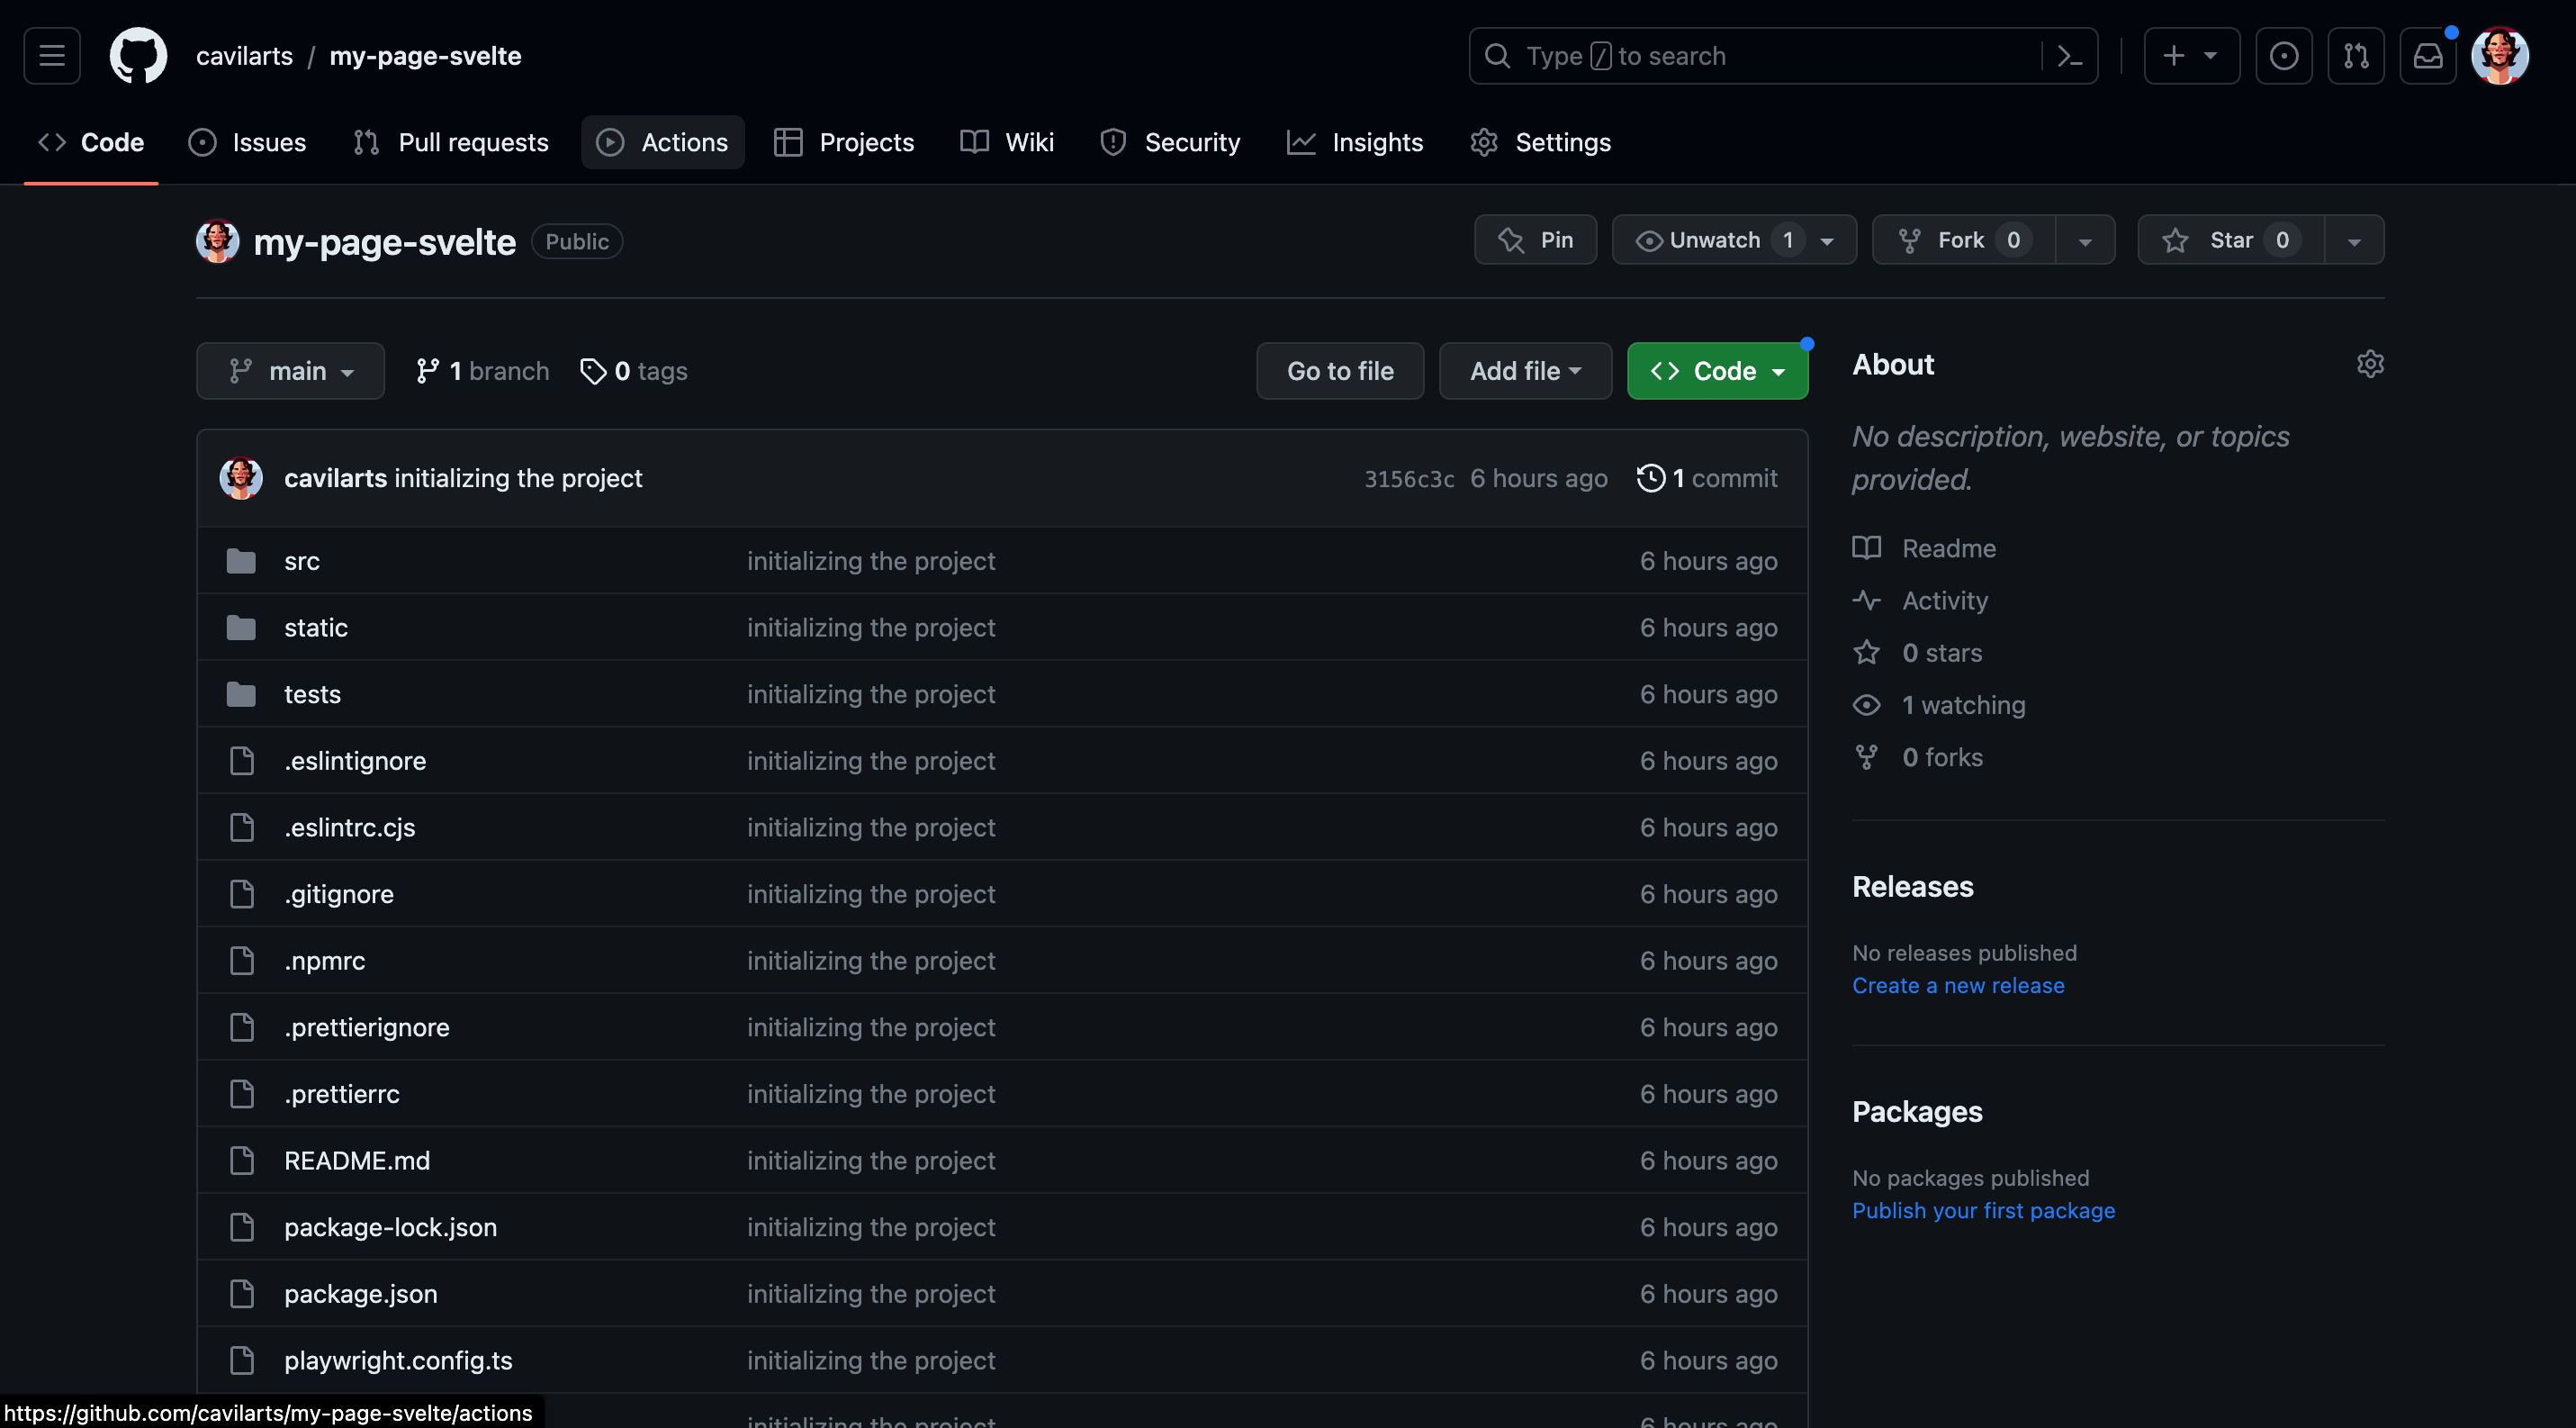 cavilarts / my-page-svelte
Type / to search
Code Issues Pull requests Actions Projects Wiki Security Insights Settings
my-page-svelte Public
Pin Unwatch 1 Fork 0 Star 0
main 1 branch 0 tags Go to file Add file Code
cavilarts initializing the project 3156c3c 6 hours ago 1 commit
src initializing the project 6 hours ago
static initializing the project 6 hours ago
tests initializing the project 6 hours ago
.eslintignore initializing the project 6 hours ago
.eslintrc.cjs initializing the project 6 hours ago
.gitignore initializing the project 6 hours ago
.npmrc initializing the project 6 hours ago
.prettierignore initializing the project 6 hours ago
.prettierrc initializing the project 6 hours ago
README.md initializing the project 6 hours ago
package-lock.json initializing the project 6 hours ago
package.json initializing the project 6 hours ago
playwright.config.ts initializing the project 6 hours ago
initializing the project 6 hours ago
About
No description, website, or topics
provided.
Readme
Activity
0 stars
1 watching
0 forks
Releases
No releases published
Create a new release
Packages
No packages published
Publish your first package
https://github.com/cavilarts/my-page-svelte/actions